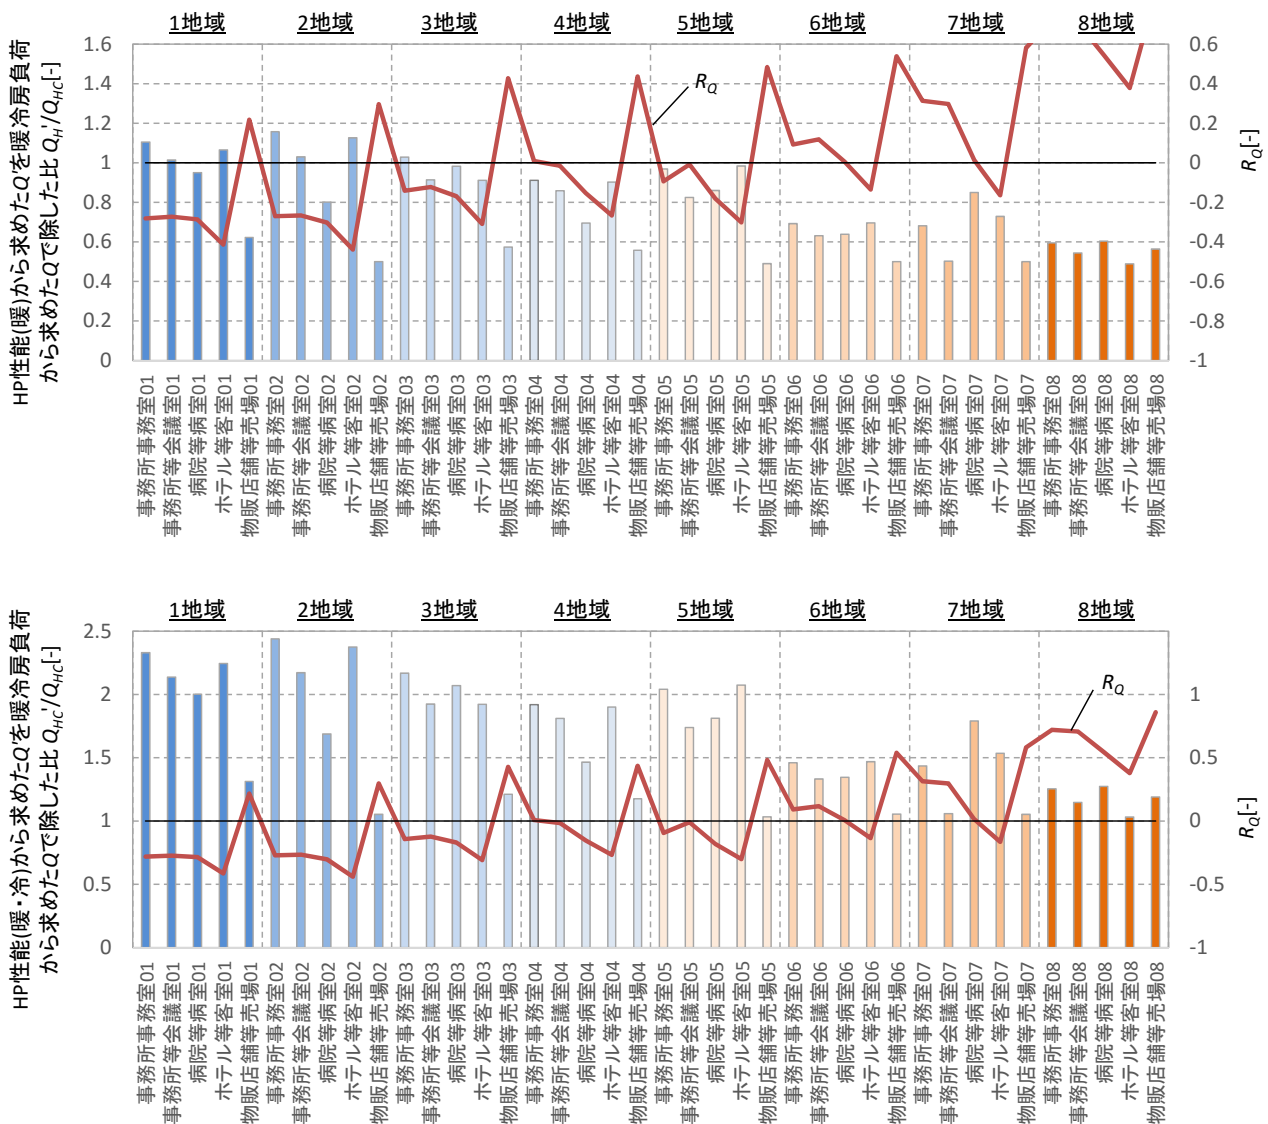 1地域 2地域 3地域 4地域 5地域 6地域 7地域 8地域
HP性能(暖)から求めたQを暖冷房負荷
から求めたQで除した比 Q_H'/Q_HC[-]
1.6
1.4
1.2
1
0.8
0.6
0.4
0.2
0
R_Q
0.6
0.4
0.2
0
-0.2
-0.4
-0.6
-0.8
-1
R_Q[-]
事務所事務室01
事務所等会議室01
病院等病室01
ホテル等客室01
物販店舗等売場01
事務所事務室02
事務所等会議室02
病院等病室02
ホテル等客室02
物販店舗等売場02
事務所事務室03
事務所等会議室03
病院等病室03
ホテル等客室03
物販店舗等売場03
事務所事務室04
事務所等会議室04
病院等病室04
ホテル等客室04
物販店舗等売場04
事務所事務室05
事務所等会議室05
病院等病室05
ホテル等客室05
物販店舗等売場05
事務所事務室06
事務所等会議室06
病院等病室06
ホテル等客室06
物販店舗等売場06
事務所事務室07
事務所等会議室07
病院等病室07
ホテル等客室07
物販店舗等売場07
事務所事務室08
事務所等会議室08
病院等病室08
ホテル等客室08
物販店舗等売場08
1地域 2地域 3地域 4地域 5地域 6地域 7地域 8地域
HP性能(暖・冷)から求めたQを暖冷房負荷
から求めたQで除した比 Q_HC'/Q_HC[-]
2.5
2
1.5
1
0.5
0
R_Q
1
0.5
0
-0.5
-1
R_Q[-]
事務所事務室01
事務所等会議室01
病院等病室01
ホテル等客室01
物販店舗等売場01
事務所事務室02
事務所等会議室02
病院等病室02
ホテル等客室02
物販店舗等売場02
事務所事務室03
事務所等会議室03
病院等病室03
ホテル等客室03
物販店舗等売場03
事務所事務室04
事務所等会議室04
病院等病室04
ホテル等客室04
物販店舗等売場04
事務所事務室05
事務所等会議室05
病院等病室05
ホテル等客室05
物販店舗等売場05
事務所事務室06
事務所等会議室06
病院等病室06
ホテル等客室06
物販店舗等売場06
事務所事務室07
事務所等会議室07
病院等病室07
ホテル等客室07
物販店舗等売場07
事務所事務室08
事務所等会議室08
病院等病室08
ホテル等客室08
物販店舗等売場08